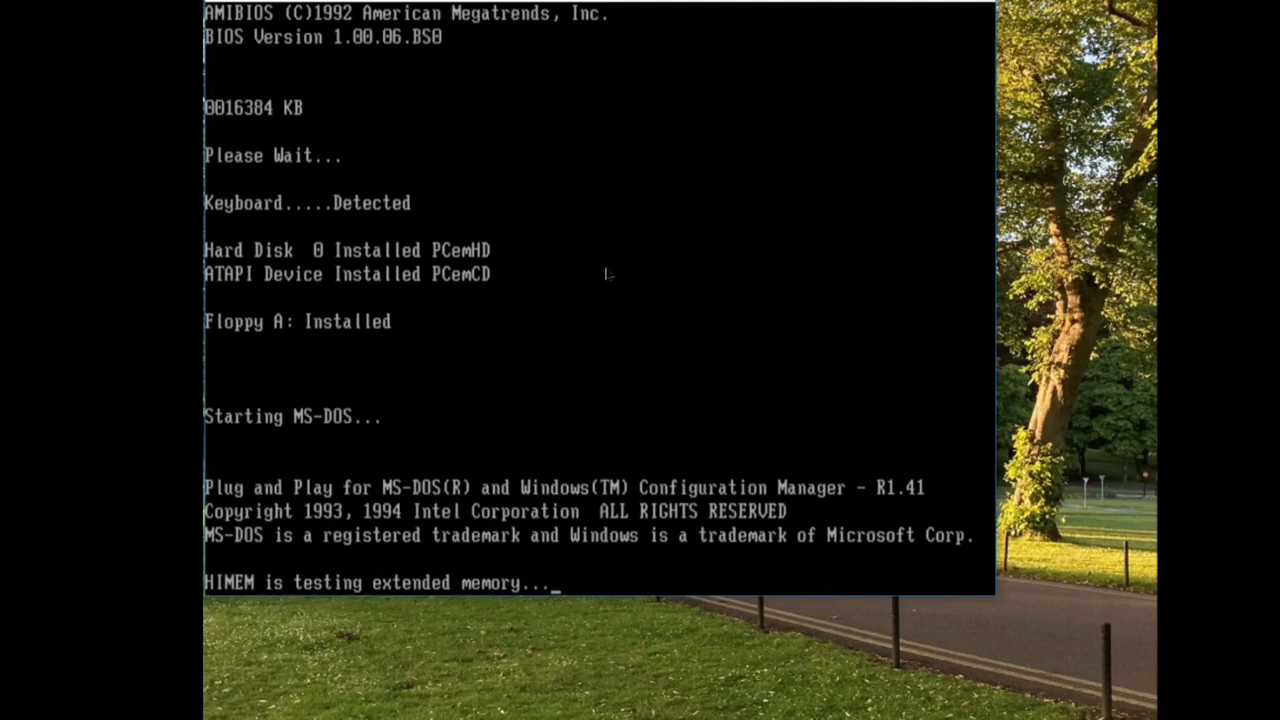 AMIBIOS (C)1992 American Megatrends, Inc.
BIOS Version 1.00.06.BS0
0016384 KB
Please Wait...
Keyboard.....Detected
Hard Disk  0 Installed PCemHD
ATAPI Device Installed PCemCD
Floppy A: Installed
Starting MS-DOS...
Plug and Play for MS-DOS(R) and Windows(TM) Configuration Manager - R1.41
Copyright 1993, 1994 Intel Corporation  ALL RIGHTS RESERVED
MS-DOS is a registered trademark and Windows is a trademark of Microsoft Corp.
HIMEM is testing extended memory..._